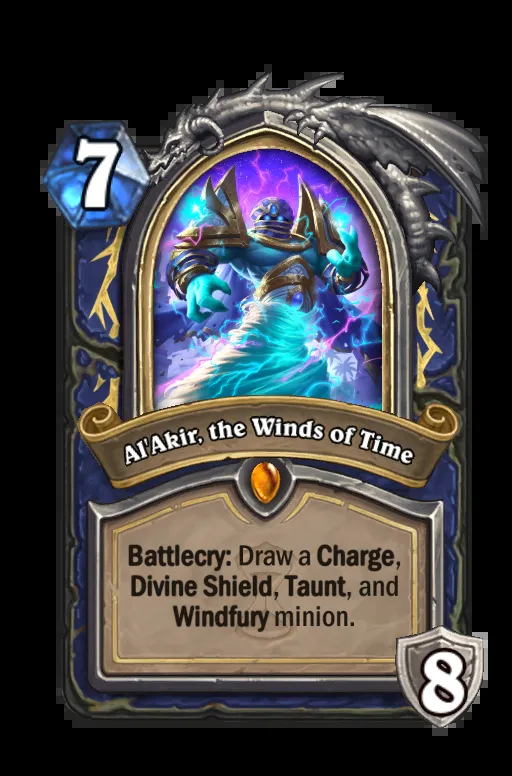 7
Al'Akir, the Winds of Time
Battlecry: Draw a Charge,
Divine Shield, Taunt, and
Windfury minion.
8